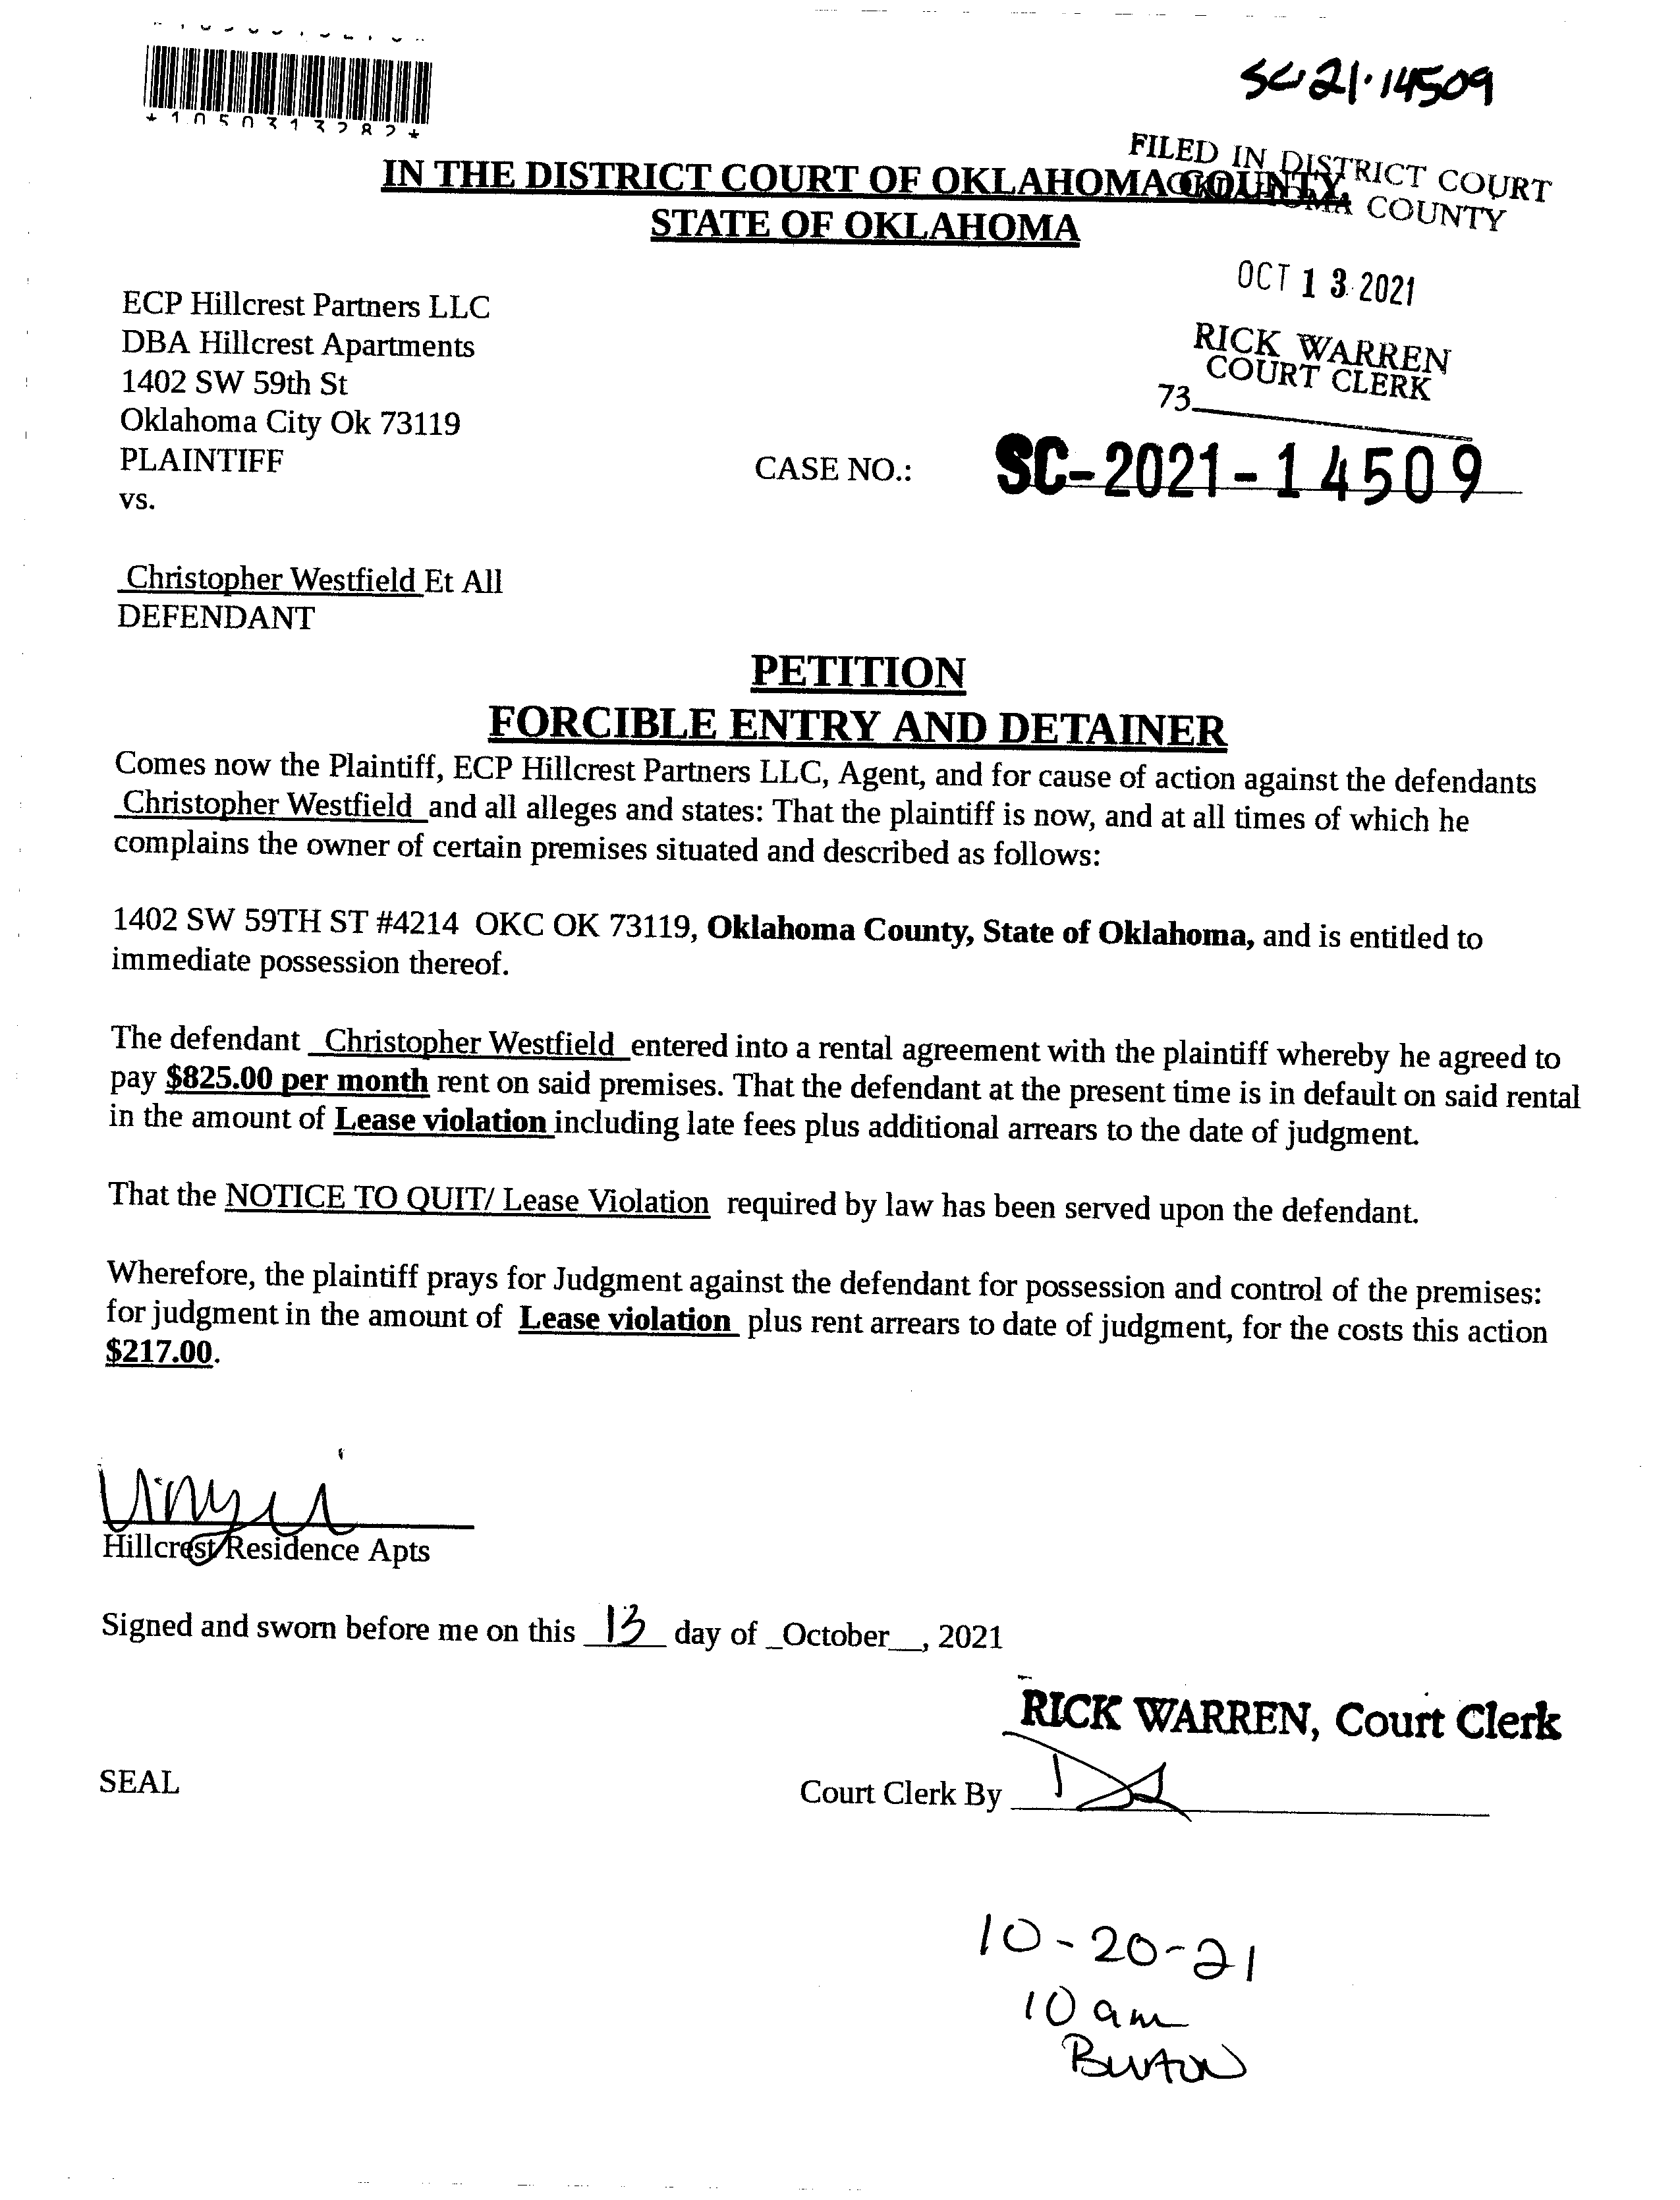 *1050313282*
SC 21-14509
FILED IN DISTRICT COURT
OKLAHOMA COUNTY
IN THE DISTRICT COURT OF OKLAHOMA COUNTY,
STATE OF OKLAHOMA
OCT 13 2021
RICK WARREN
COURT CLERK
73
ECP Hillcrest Partners LLC
DBA Hillcrest Apartments
1402 SW 59th St
Oklahoma City Ok 73119
PLAINTIFF
vs.
CASE NO.: SC-2021-14509
Christopher Westfield Et All
DEFENDANT
PETITION
FORCIBLE ENTRY AND DETAINER
Comes now the Plaintiff, ECP Hillcrest Partners LLC, Agent, and for cause of action against the defendants
Christopher Westfield and all alleges and states: That the plaintiff is now, and at all times of which he
complains the owner of certain premises situated and described as follows:
1402 SW 59TH ST #4214 OKC OK 73119, Oklahoma County, State of Oklahoma, and is entitled to
immediate possession thereof.
The defendant Christopher Westfield entered into a rental agreement with the plaintiff whereby he agreed to
pay $825.00 per month rent on said premises. That the defendant at the present time is in default on said rental
in the amount of Lease violation including late fees plus additional arrears to the date of judgment.
That the NOTICE TO QUIT/ Lease Violation required by law has been served upon the defendant.
Wherefore, the plaintiff prays for Judgment against the defendant for possession and control of the premises:
for judgment in the amount of Lease violation plus rent arrears to date of judgment, for the costs this action
$217.00.
Hillcrest Residence Apts
Signed and sworn before me on this 13 day of _October__, 2021
RICK WARREN, Court Clerk
SEAL
Court Clerk By
10-20-21
10 am
Burton